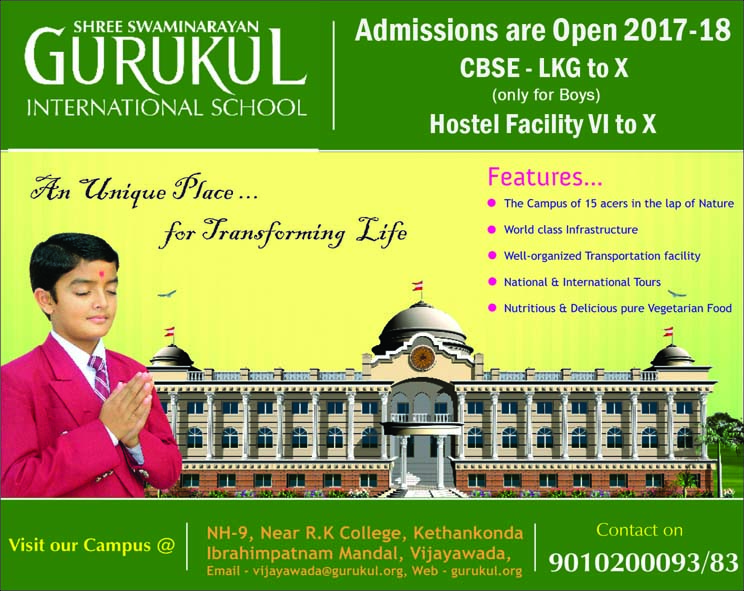 SHREE SWAMINARAYAN
GURUKUL
INTERNATIONAL SCHOOL
Admissions are Open 2017-18
CBSE - LKG to X
(only for Boys)
Hostel Facility VI to X
An Unique Place...
for Transforming Life
Features...
The Campus of 15 acers in the lap of Nature
World class Infrastructure
Well-organized Transportation facility
National & International Tours
Nutritious & Delicious pure Vegetarian Food
Visit our Campus @
NH-9, Near R.K College, Kethankonda
Ibrahimpatnam Mandal, Vijayawada,
Email - vijayawada@gurukul.org, Web - gurukul.org
Contact on
9010200093/83